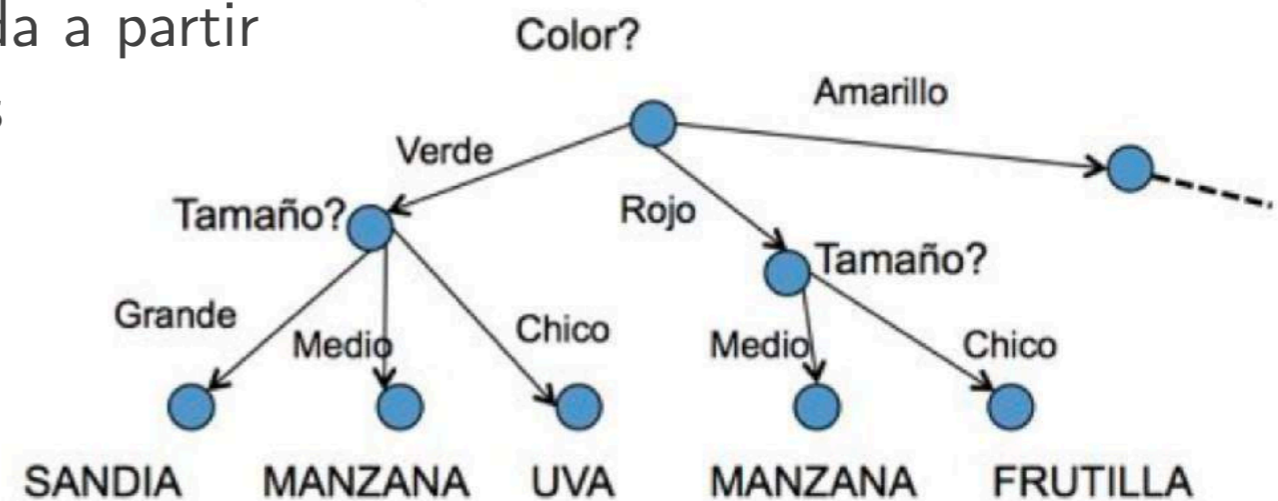 da a partir
s
Color?
Amarillo
Verde
Tamaño?
Rojo
Tamaño?
Grande
Medio
Chico
Medio
Chico
SANDIA MANZANA UVA MANZANA FRUTILLA